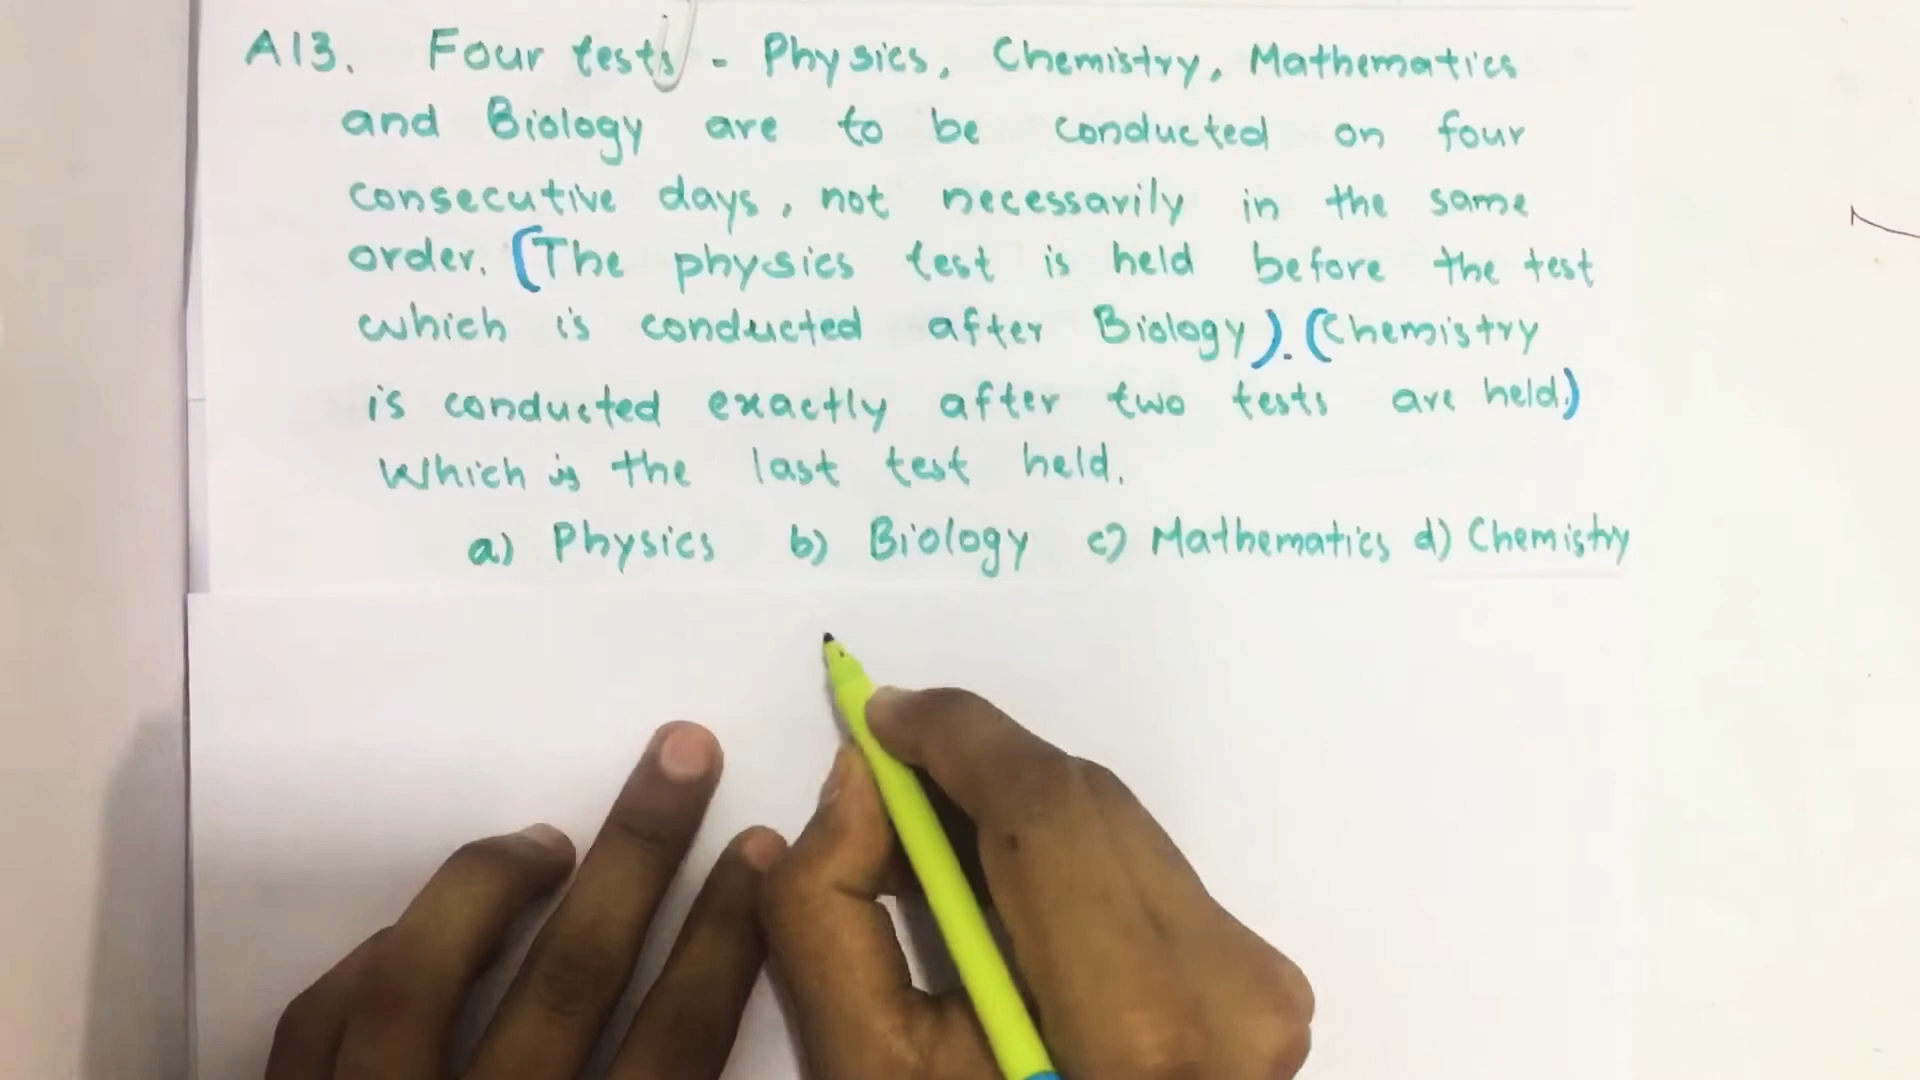 A13. Four tests - Physics, Chemistry, Mathematics
and Biology are to be conducted on four
consecutive days, not necessarily in the same
order. (The physics test is held before the test
which is conducted after Biology). (Chemistry
is conducted exactly after two tests are held.)
Which is the last test held.
a) Physics b) Biology c) Mathematics d) Chemistry